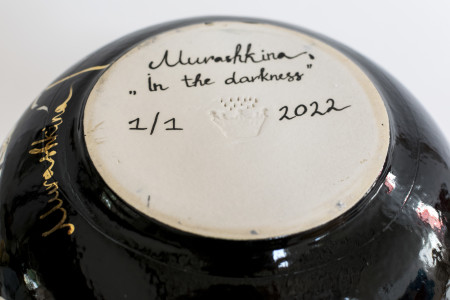 Murashkina,
„In the darkness”
1/1
2022
Murashkina